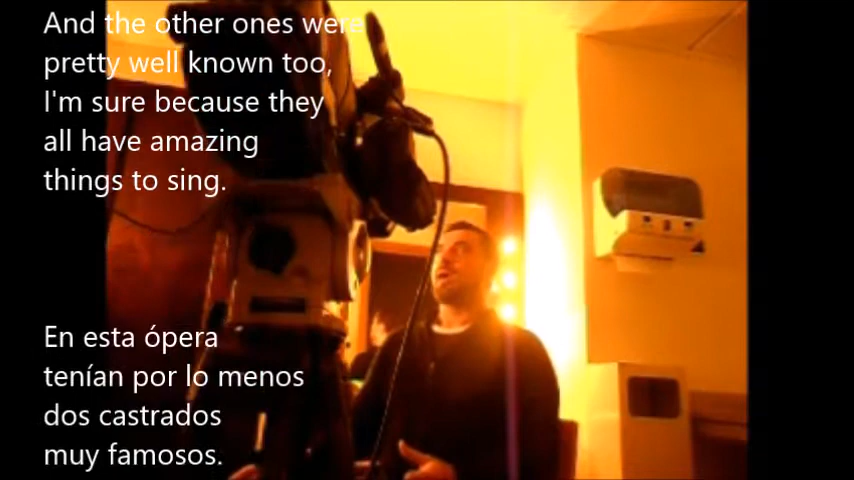 And the other ones were
pretty well known too,
I'm sure because they
all have amazing
things to sing.
En esta ópera
tenían por lo menos
dos castrados
muy famosos.